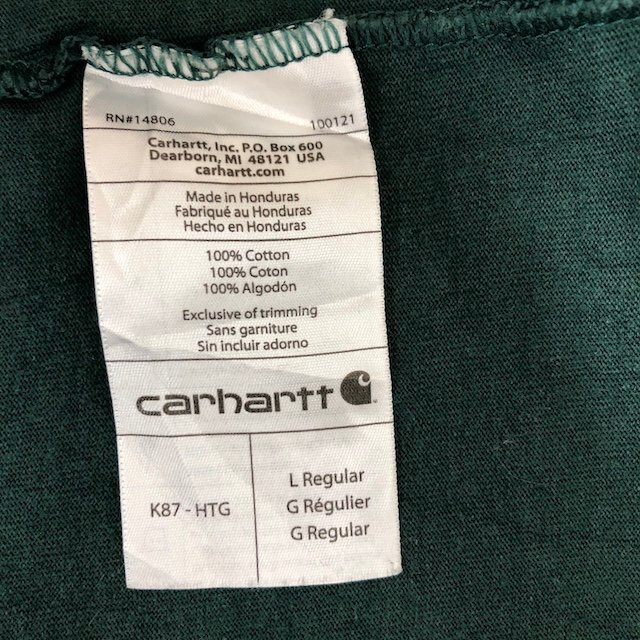 RN#14806 100121
Carhartt, Inc. P.O. Box 600
Dearborn, MI 48121 USA
carhartt.com
Made in Honduras
Fabriqué au Honduras
Hecho en Honduras
100% Cotton
100% Coton
100% Algodón
Exclusive of trimming
Sans garniture
Sin incluir adorno
carhartt
K87 - HTG
L Regular
G Régulier
G Regular